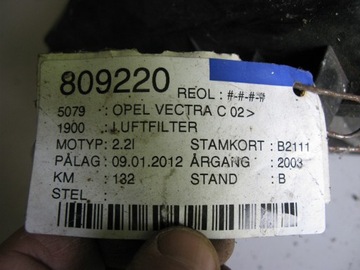 809220 REOL : #-#-#-#
5079 : OPEL VECTRA C 02>
1900 : LUFTFILTER
MOTYP: 2.2I STAMKORT : B2111
PÅLAG : 09.01.2012 ÅRGANG : 2003
KM : 132 STAND : B
STEL :